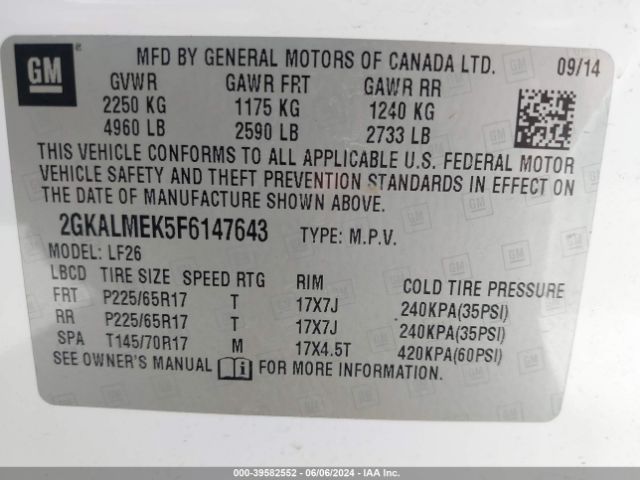 GM
MFD BY GENERAL MOTORS OF CANADA LTD. 09/14
GVWR GAWR FRT GAWR RR
2250 KG 1175 KG 1240 KG
4960 LB 2590 LB 2733 LB
THIS VEHICLE CONFORMS TO ALL APPLICABLE U.S. FEDERAL MOTOR
VEHICLE SAFETY AND THEFT PREVENTION STANDARDS IN EFFECT ON
THE DATE OF MANUFACTURE SHOWN ABOVE.
2GKALMEK5F6147643 TYPE: M.P.V.
MODEL: LF26
LBCD TIRE SIZE SPEED RTG RIM COLD TIRE PRESSURE
FRT P225/65R17 T 17X7J 240KPA(35PSI)
RR P225/65R17 T 17X7J 240KPA(35PSI)
SPA T145/70R17 M 17X4.5T 420KPA(60PSI)
SEE OWNER'S MANUAL FOR MORE INFORMATION.
200-39582552 - 06/06/2024 - IAA Inc.